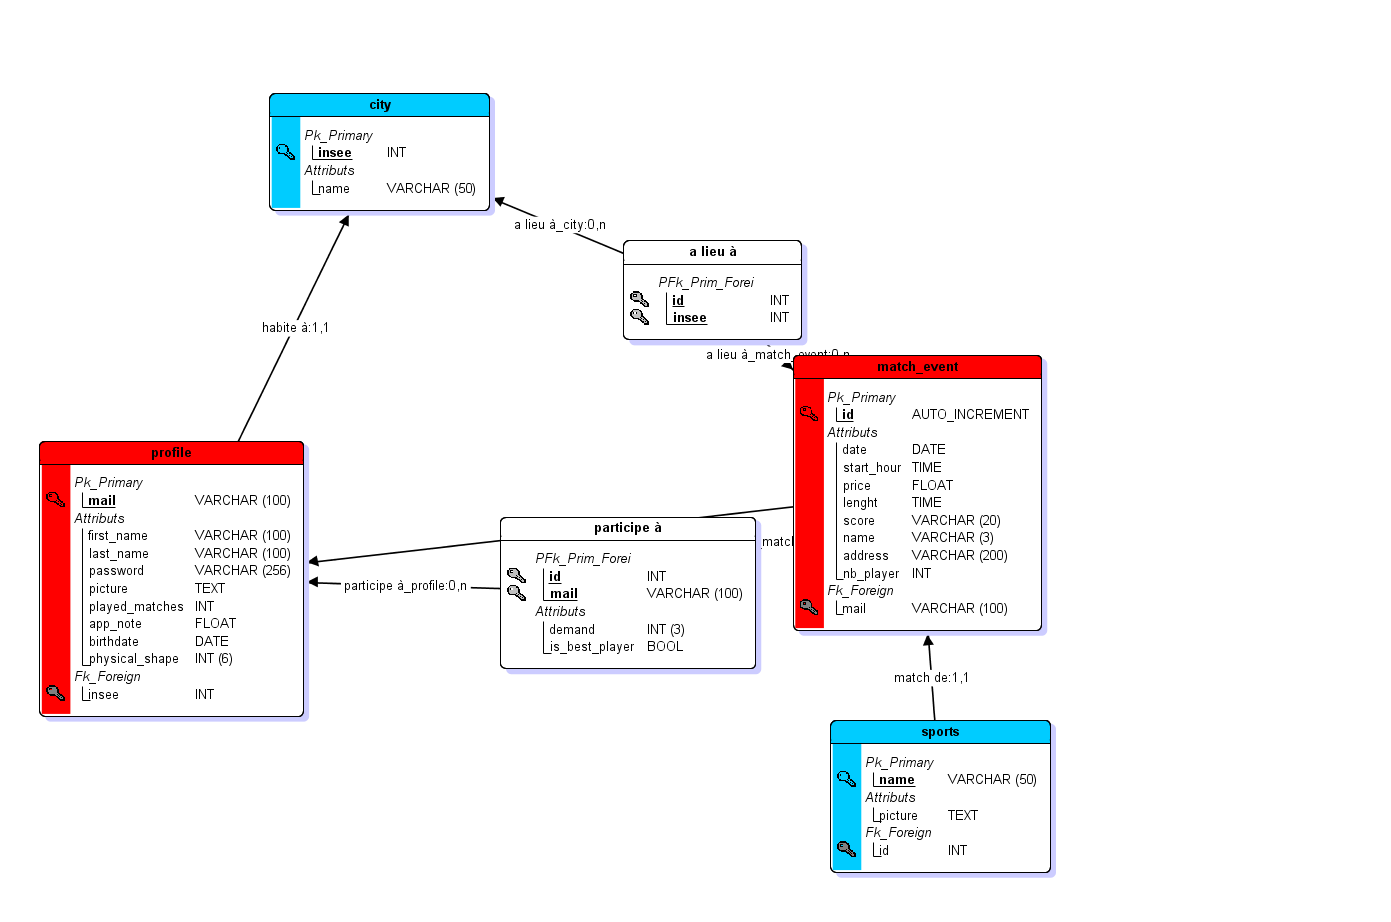 city
Pk_Primary
insee INT
Attributs
name VARCHAR (50)
a lieu à_city:0,n
a lieu à
PFk_Prim_Forei
id INT
insee INT
habite à:1,1
a lieu à_match_event:0,n
match_event
Pk_Primary
id AUTO_INCREMENT
Attributs
date DATE
start_hour TIME
price FLOAT
lenght TIME
score VARCHAR (20)
name VARCHAR (3)
address VARCHAR (200)
nb_player INT
Fk_Foreign
mail VARCHAR (100)
profile
Pk_Primary
mail VARCHAR (100)
Attributs
first_name VARCHAR (100)
last_name VARCHAR (100)
password VARCHAR (256)
picture TEXT
played_matches INT
app_note FLOAT
birthdate DATE
physical_shape INT (6)
Fk_Foreign
insee INT
participe à_profile:0,n
participe à
PFk_Prim_Forei
id INT
mail VARCHAR (100)
Attributs
demand INT (3)
is_best_player BOOL
_match
match de:1,1
sports
Pk_Primary
name VARCHAR (50)
Attributs
picture TEXT
Fk_Foreign
id INT